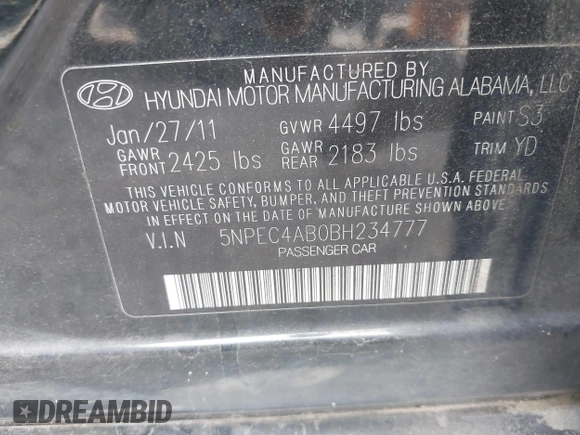 MANUFACTURED BY
HYUNDAI MOTOR MANUFACTURING ALABAMA, LLC
Jan/27/11 GVWR 4497 lbs PAINT S3
GAWR FRONT 2425 lbs GAWR REAR 2183 lbs TRIM YD
THIS VEHICLE CONFORMS TO ALL APPLICABLE U.S.A. FEDERAL
MOTOR VEHICLE SAFETY, BUMPER, AND THEFT PREVENTION STANDARDS
IN EFFECT ON THE DATE OF MANUFACTURE SHOWN ABOVE
V.I.N 5NPEC4AB0BH234777
PASSENGER CAR
DREAMBID